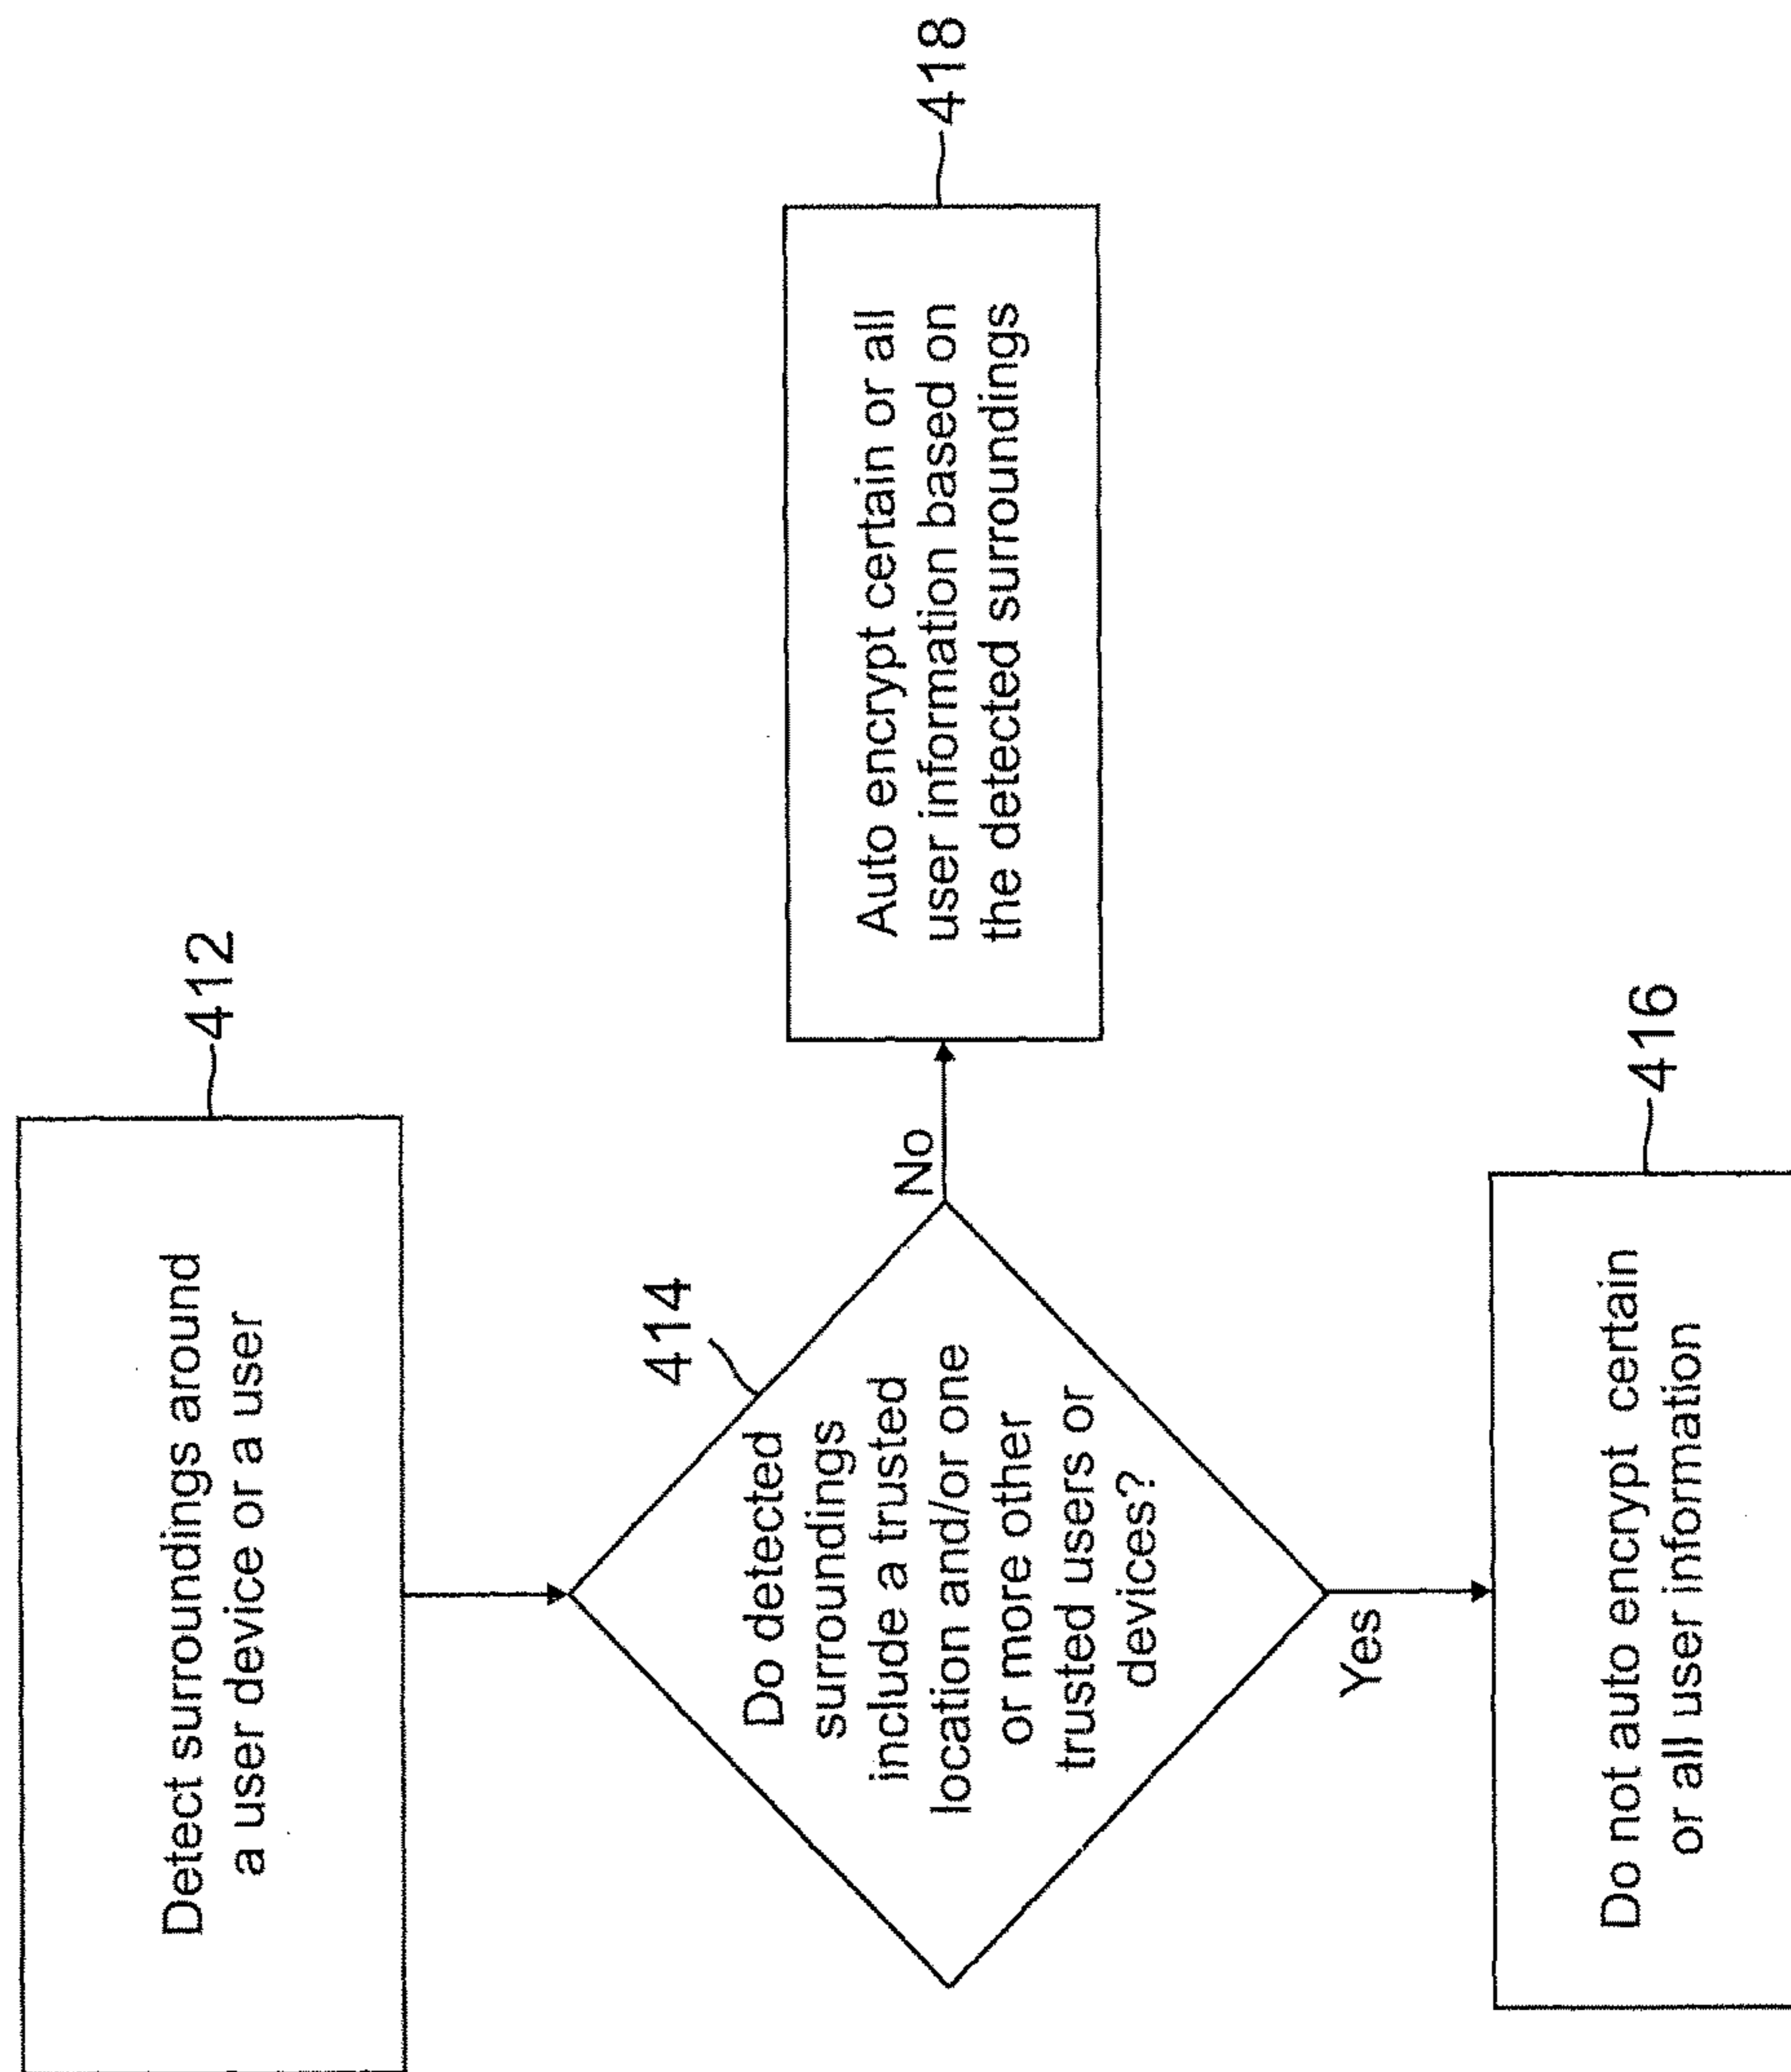 Detect surroundings around
a user device or a user
412
414
Do detected
surroundings
include a trusted
location and/or one
or more other
trusted users or
devices?
No
Auto encrypt certain or all
user information based on
the detected surroundings
418
Yes
Do not auto encrypt certain
or all user information
416